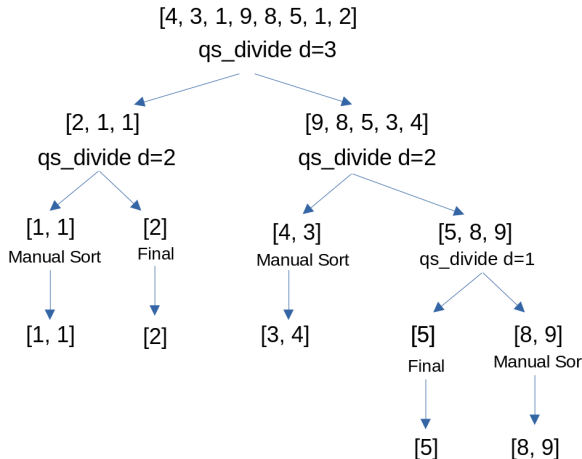 [4, 3, 1, 9, 8, 5, 1, 2]
qs_divide d=3
[2, 1, 1]
[9, 8, 5, 3, 4]
qs_divide d=2
qs_divide d=2
[1, 1]
[2]
[4, 3]
[5, 8, 9]
Manual Sort
Final
Manual Sort
qs_divide d=1
[1, 1]
[2]
[3, 4]
[5]
[8, 9]
Final
Manual Sor
[5]
[8, 9]